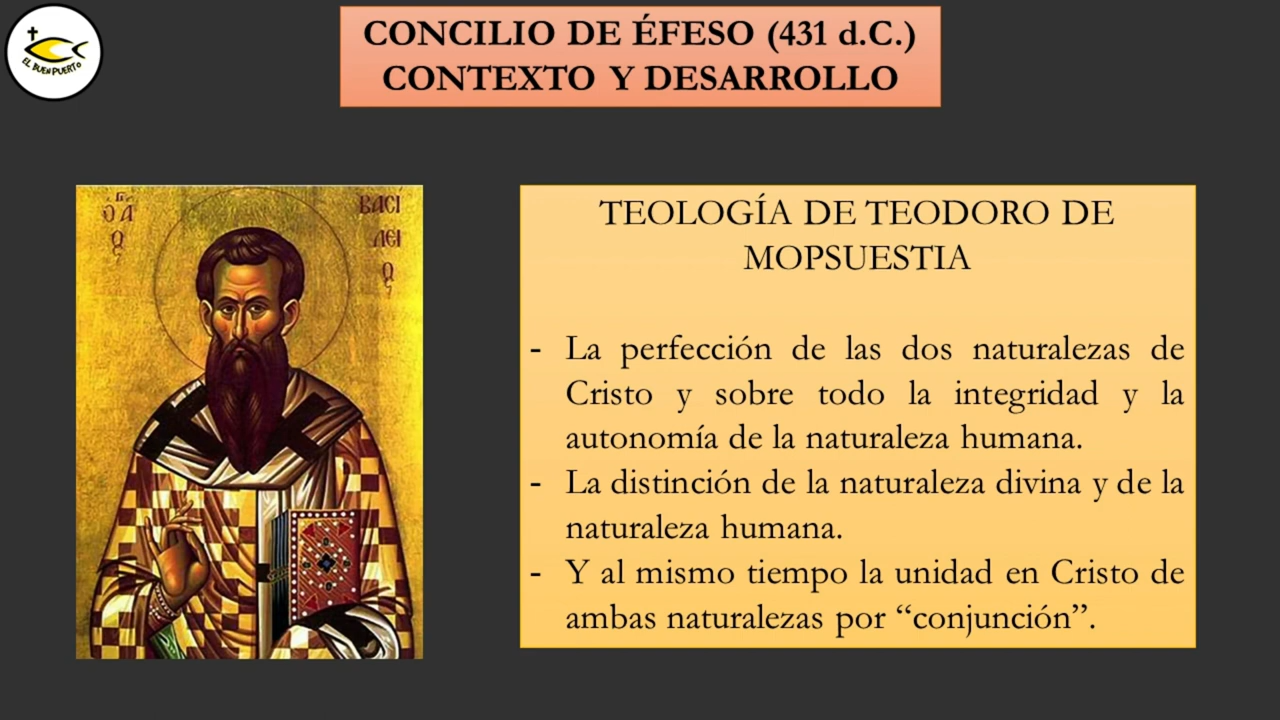 EL BUEN PUERTO
CONCILIO DE ÉFESO (431 d.C.)
CONTEXTO Y DESARROLLO
ὁ ἅ
ΒΑCΙ
ΛΕΙ
ο
ς
ο
ς
TEOLOGÍA DE TEODORO DE
MOPSUESTIA
- La perfección de las dos naturalezas de
Cristo y sobre todo la integridad y la
autonomía de la naturaleza humana.
- La distinción de la naturaleza divina y de la
naturaleza humana.
- Y al mismo tiempo la unidad en Cristo de
ambas naturalezas por “conjunción”.